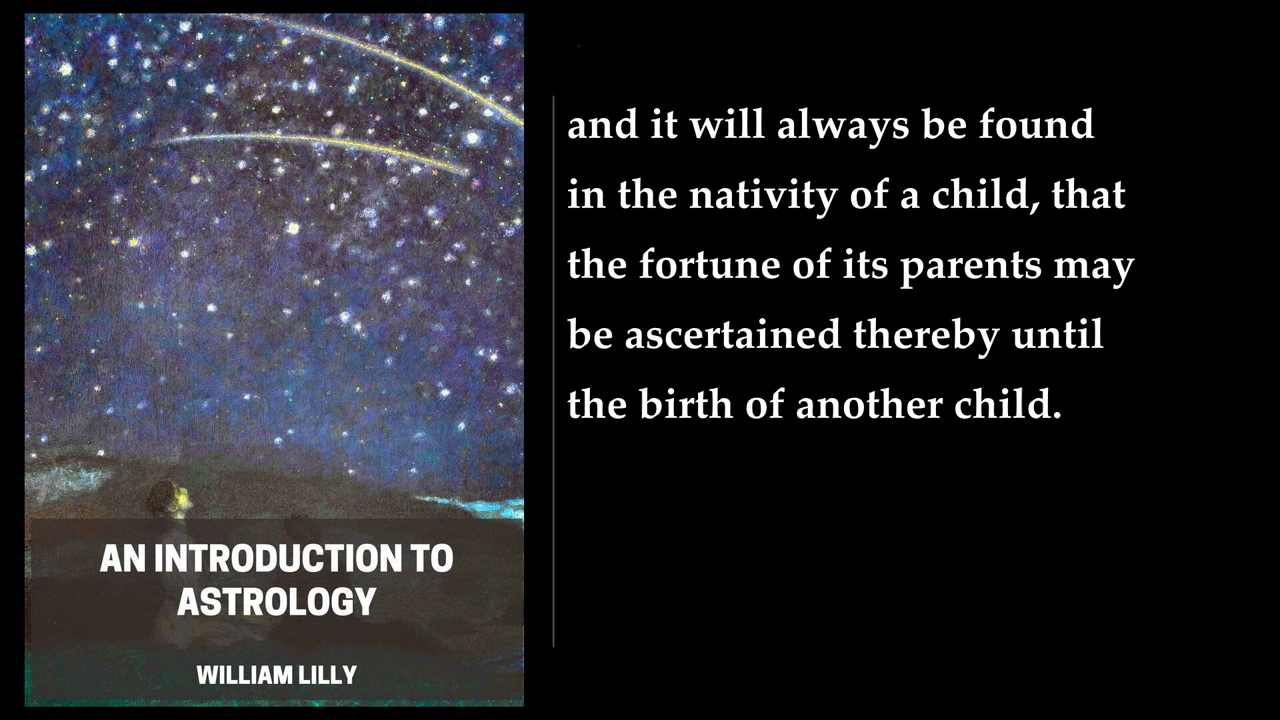 AN INTRODUCTION TO
ASTROLOGY
WILLIAM LILLY
and it will always be found
in the nativity of a child, that
the fortune of its parents may
be ascertained thereby until
the birth of another child.